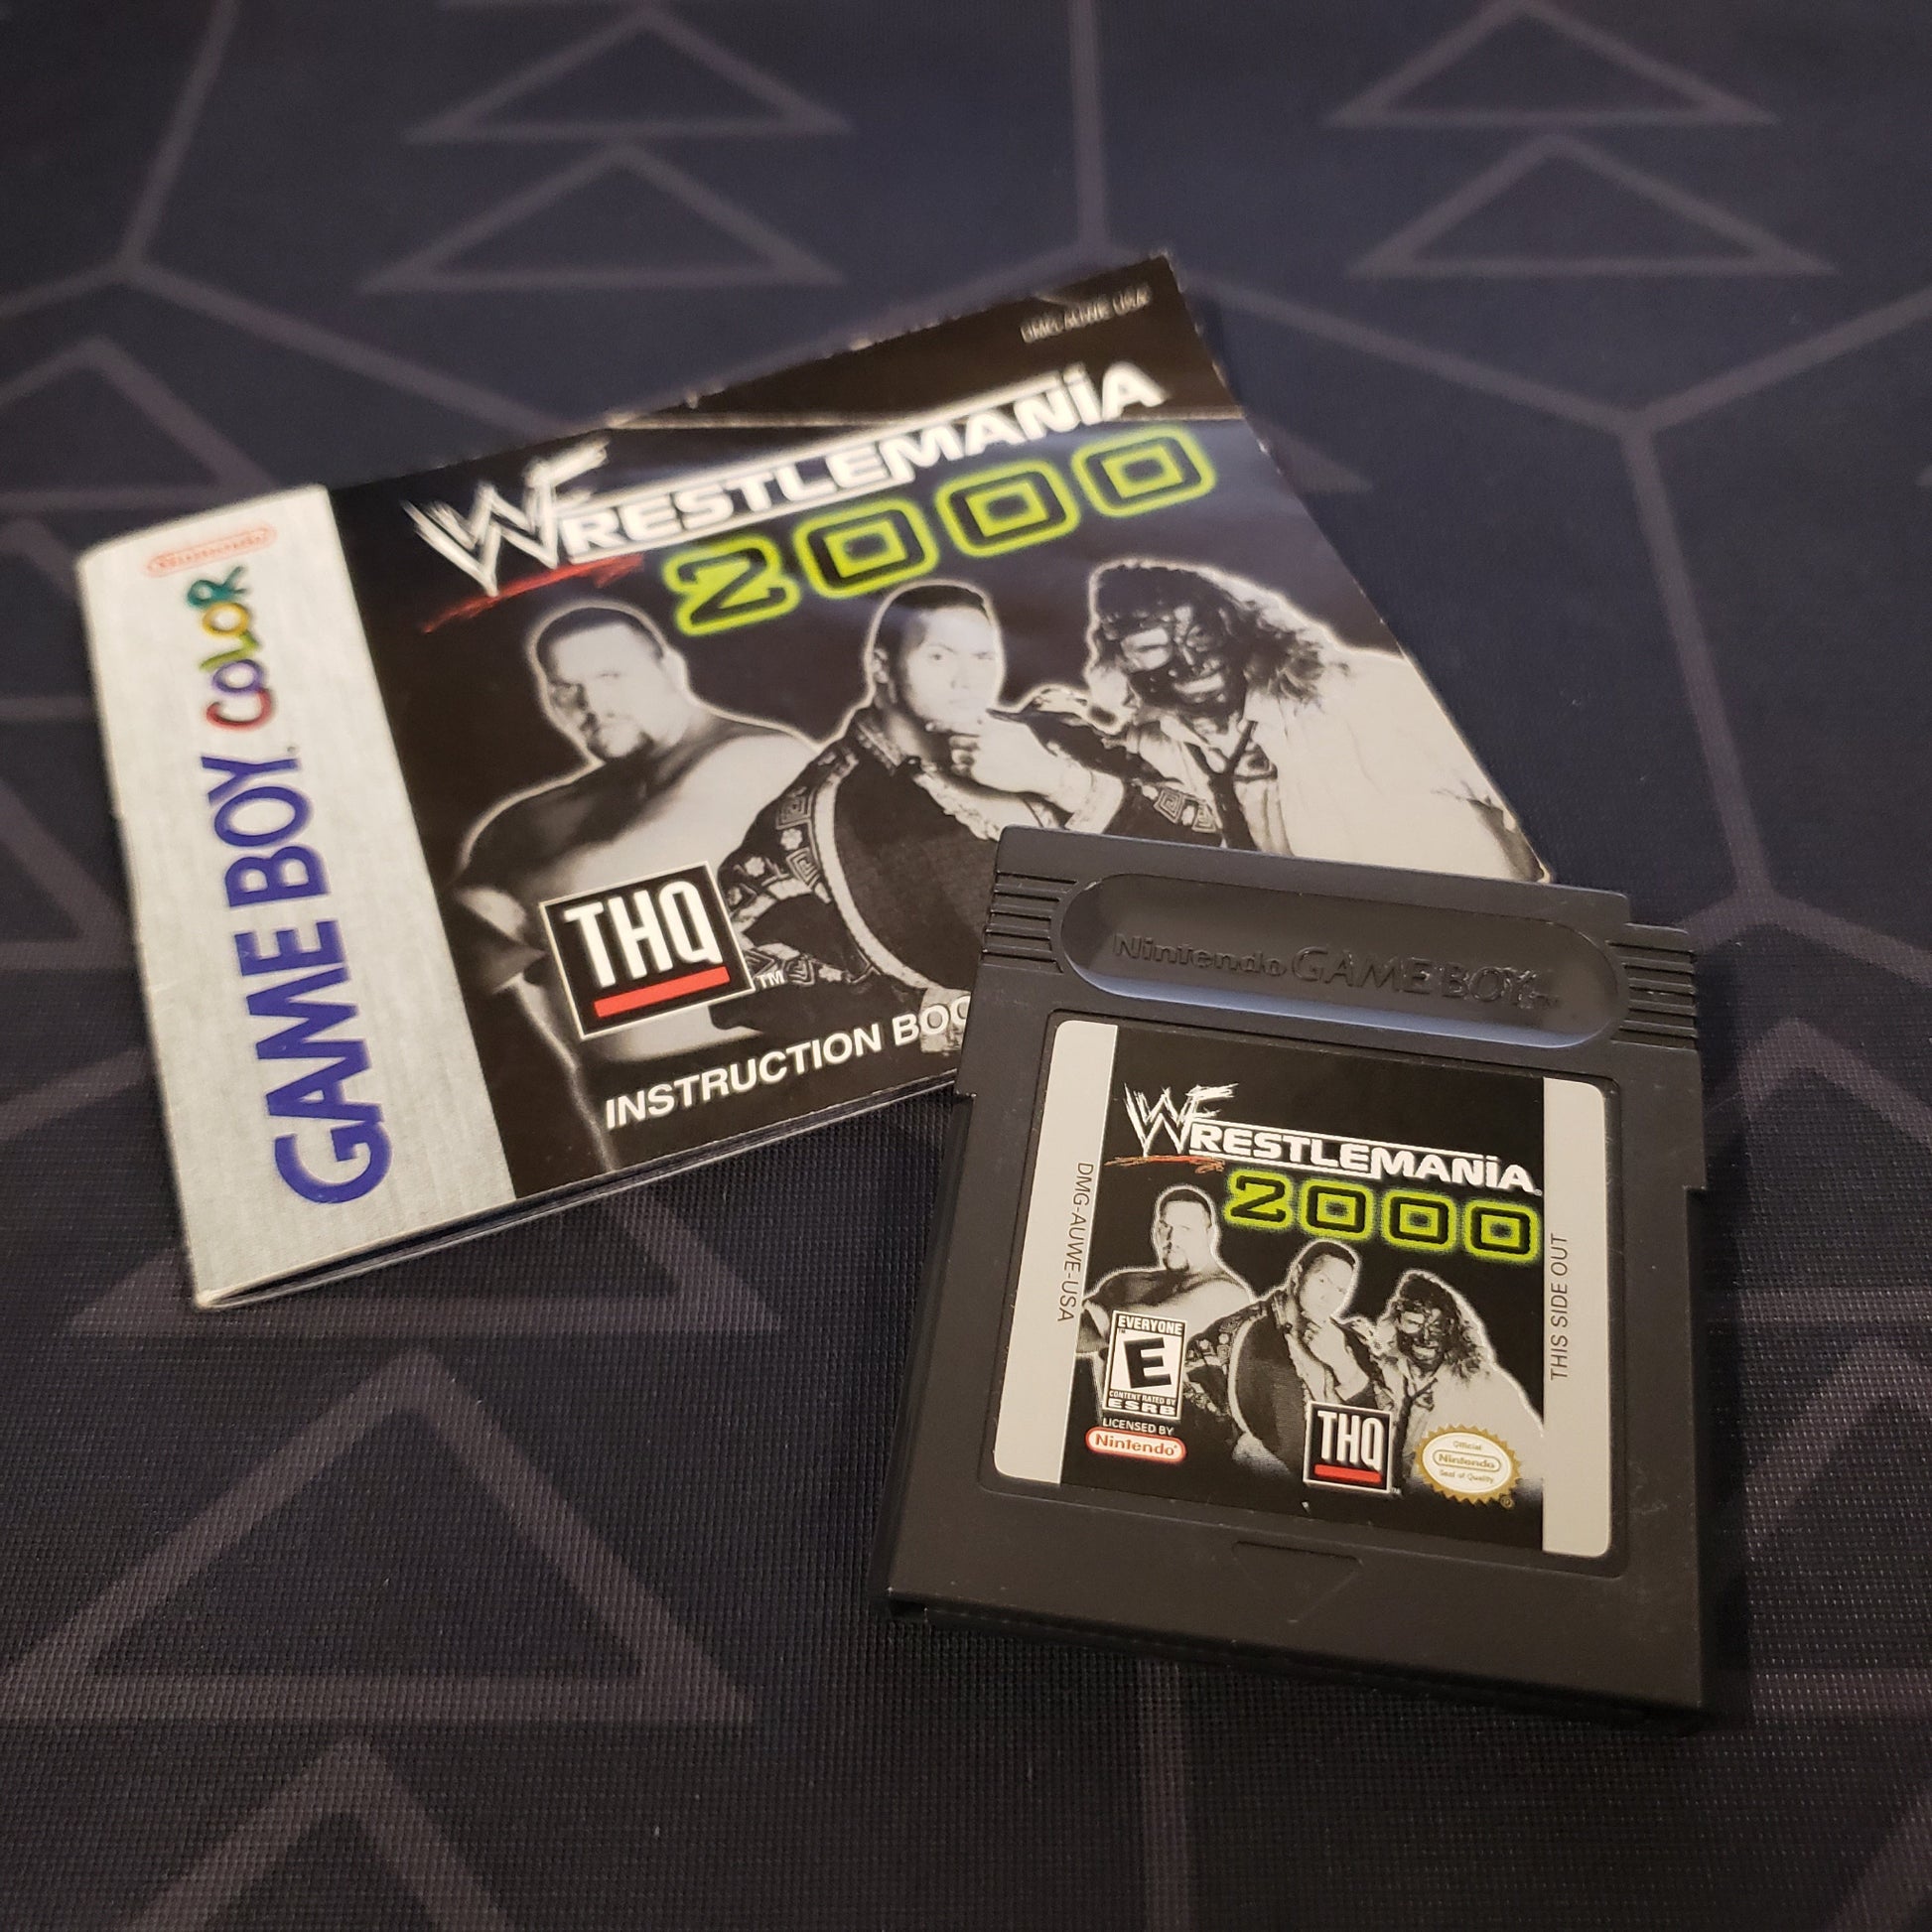 DMG-AUWE-USA
WF
WRESTLEMANIA
2000
Nintendo
GAME BOY COLOR
THQ
TM
INSTRUCTION BOO
Nintendo GAME BOY TM
WF
WRESTLEMANIA
2000
DMG-AUWE-USA
THIS SIDE OUT
EVERYONE
E
CONTENT RATED BY
ESRB
LICENSED BY
Nintendo
THQ
Official
Nintendo
Seal of Quality